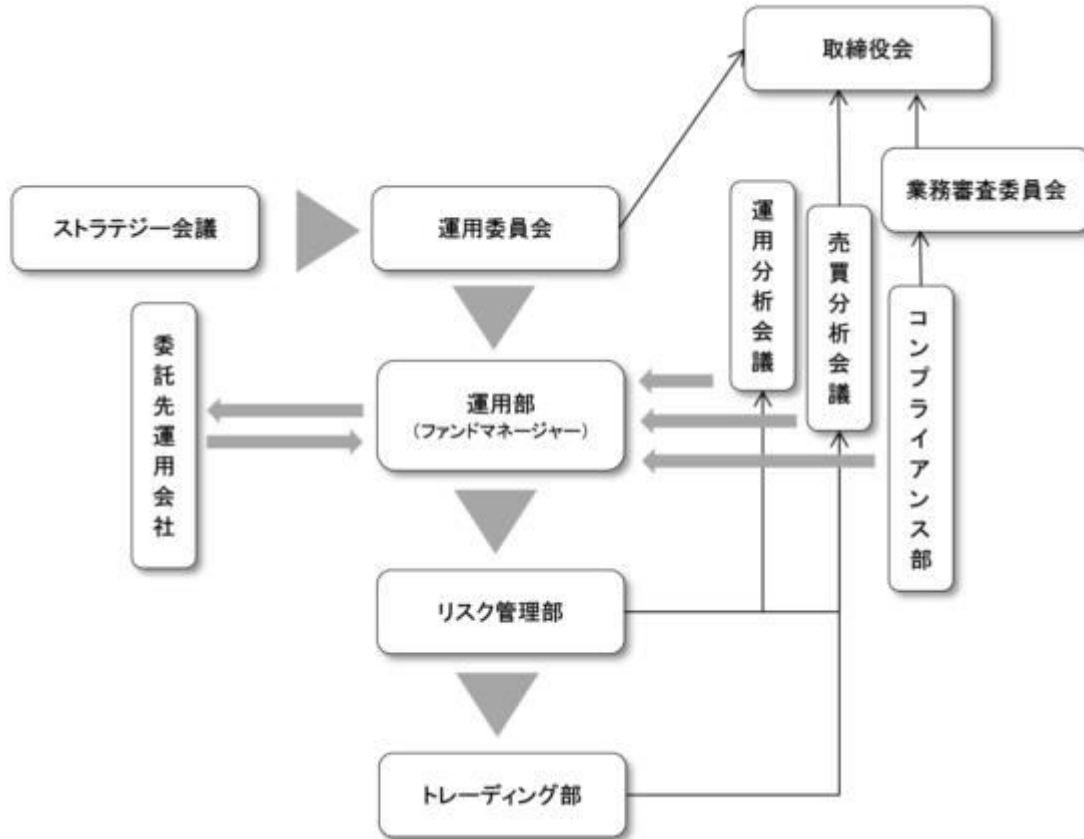 取締役会
業務審査委員会
ストラテジー会議
運用委員会
運用分析会議
売買分析会議
コンプライアンス部
委託先運用会社
運用部
(ファンドマネージャー)
リスク管理部
トレーディング部